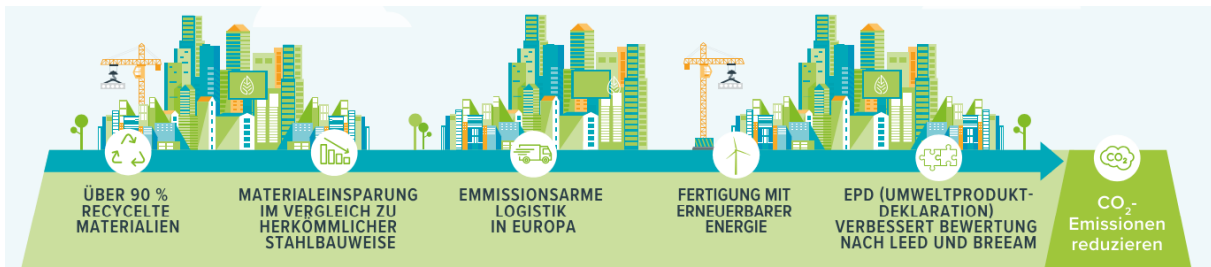 ÜBER 90 %
RECYCELTE
MATERIALIEN
MATERIALEINSPARUNG
IM VERGLEICH ZU
HERKÖMMLICHER
STAHLBAUWEISE
EMMISSIONSARME
LOGISTIK
IN EUROPA
FERTIGUNG MIT
ERNEUERBARER
ENERGIE
EPD (UMWELTPRODUKT-
DEKLARATION)
VERBESSERT BEWERTUNG
NACH LEED UND BREEAM
CO₂
CO₂-
Emissionen
reduzieren